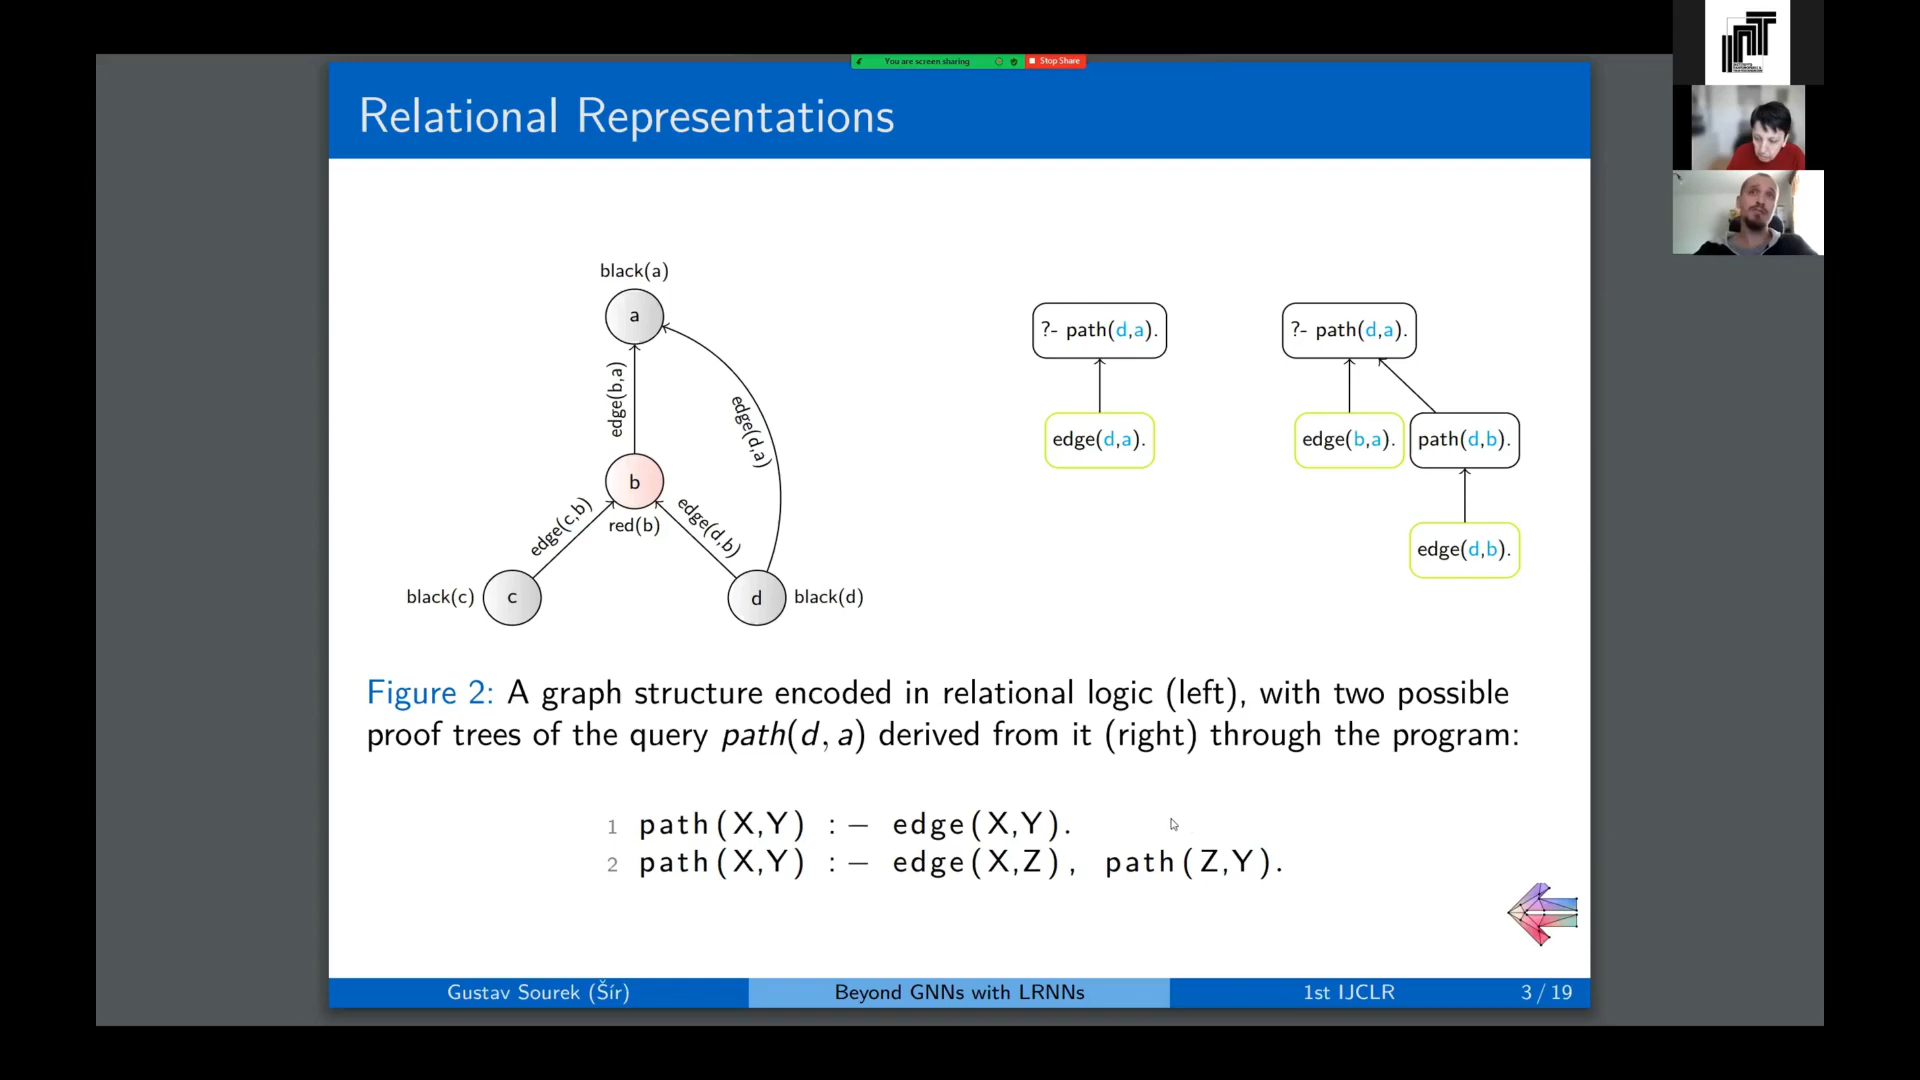 You are screen sharing
Stop Share
Relational Representations
black(a)
a
edge(b,a)
edge(d,a)
b
red(b)
edge(c,b)
edge(d,b)
black(c)
c
d
black(d)
?- path(d,a).
edge(d,a).
?- path(d,a).
edge(b,a).
path(d,b).
edge(d,b).
Figure 2: A graph structure encoded in relational logic (left), with two possible
proof trees of the query path(d, a) derived from it (right) through the program:
1 path(X,Y) :- edge(X,Y).
2 path(X,Y) :- edge(X,Z), path(Z,Y).
Gustav Sourek (Šír)
Beyond GNNs with LRNNs
1st IJCLR
3 / 19